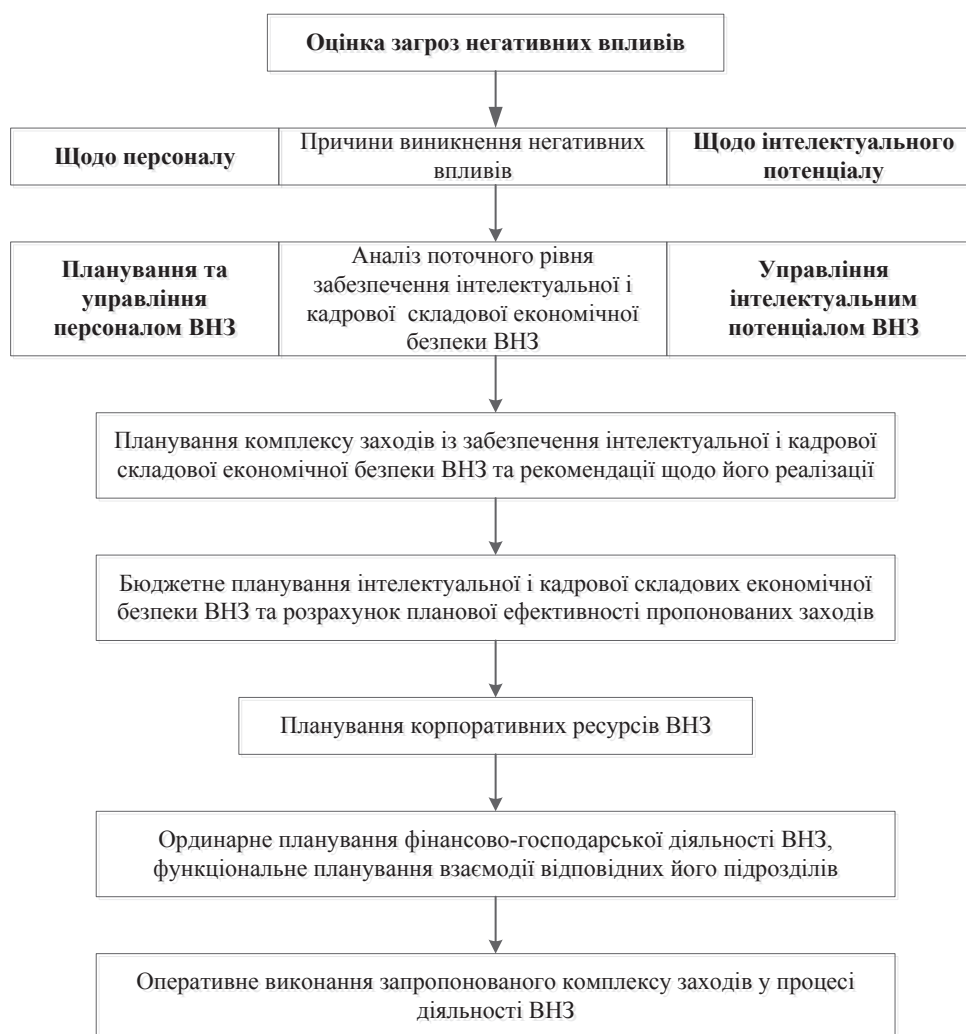 Оцінка загроз негативних впливів
Щодо персоналу
Причини виникнення негативних
впливів
Щодо інтелектуального
потенціалу
Планування та
управління
персоналом ВНЗ
Аналіз поточного рівня
забезпечення інтелектуальної і
кадрової складової економічної
безпеки ВНЗ
Управління
інтелектуальним
потенціалом ВНЗ
Планування комплексу заходів із забезпечення інтелектуальної і кадрової
складової економічної безпеки ВНЗ та рекомендації щодо його реалізації
Бюджетне планування інтелектуальної і кадрової складових економічної
безпеки ВНЗ та розрахунок планової ефективності пропонованих заходів
Планування корпоративних ресурсів ВНЗ
Ординарне планування фінансово-господарської діяльності ВНЗ,
функціональне планування взаємодії відповідних його підрозділів
Оперативне виконання запропонованого комплексу заходів у процесі
діяльності ВНЗ